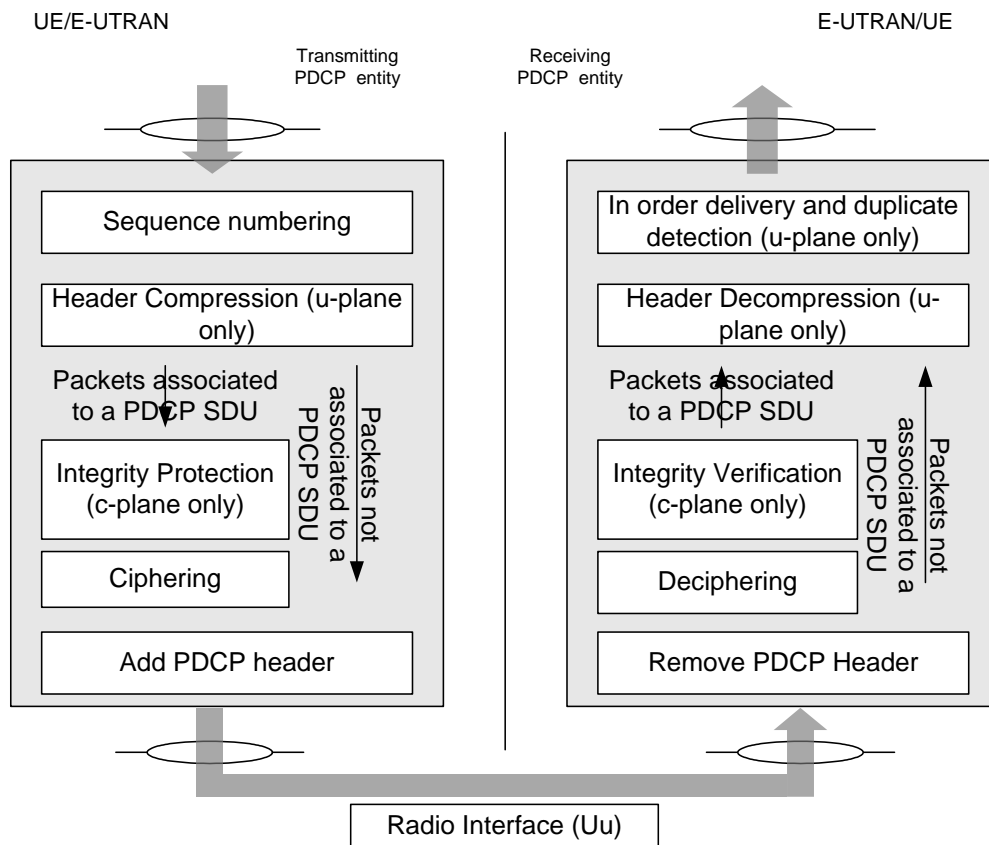 UE/E-UTRAN
E-UTRAN/UE
Transmitting
PDCP entity
Receiving
PDCP entity
Sequence numbering
Header Compression (u-plane
only)
Packets associated
to a PDCP SDU
Packets not
associated to a
PDCP SDU
Integrity Protection
(c-plane only)
Ciphering
Add PDCP header
In order delivery and duplicate
detection (u-plane only)
Header Decompression (u-
plane only)
Packets associated
to a PDCP SDU
Packets not
associated to a
PDCP SDU
Integrity Verification
(c-plane only)
Deciphering
Remove PDCP Header
Radio Interface (Uu)